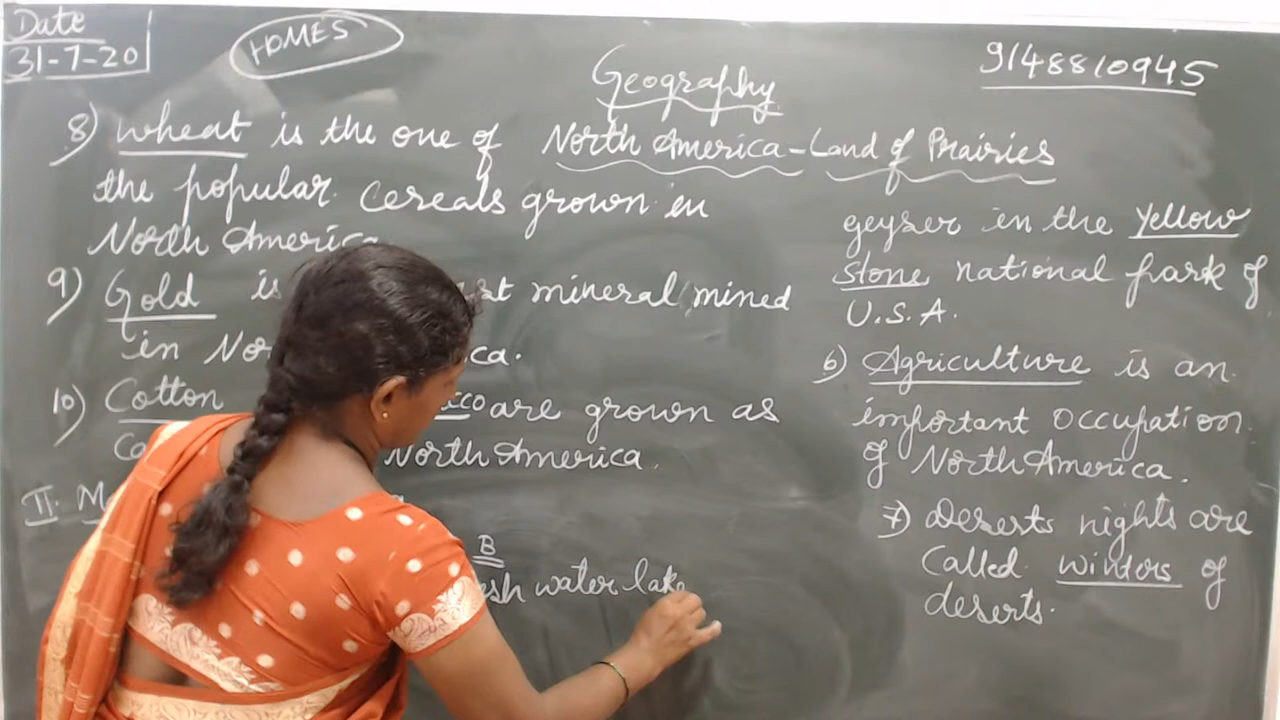 Date
31-7-20
HOMES
Geography
9148810945
North America - Land of Prairies
8) wheat is the one of
the popular cereals grown in
North America
9) Gold is mineral mined
in
10) Cotton are grown as
North America.
II.
B
water lake
geyser in the Yellow
stone national park of
U.S.A.
6) Agriculture is an
important occupation
of North America.
7) Deserts nights are
Called winters of
deserts.